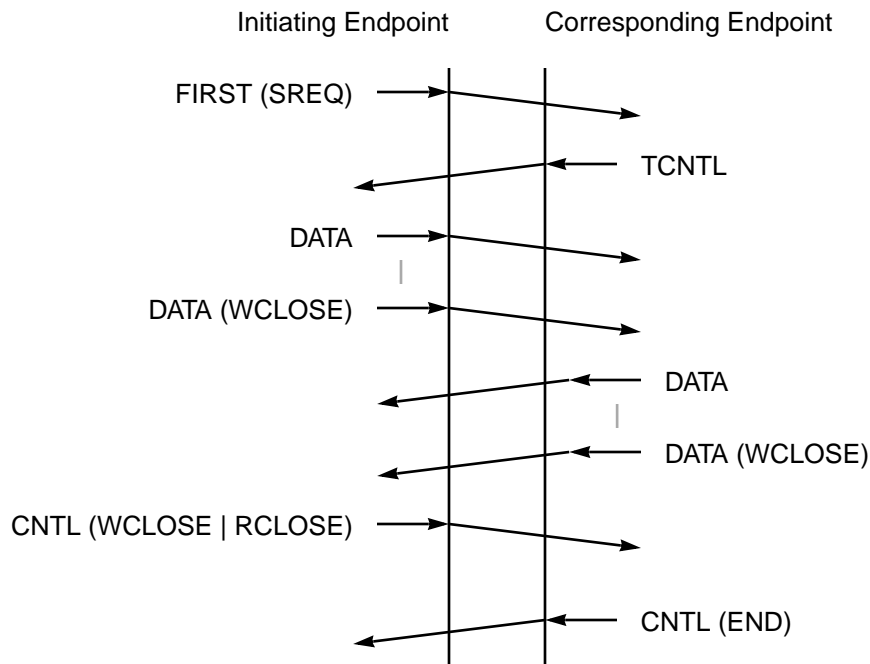 Initiating Endpoint
Corresponding Endpoint
FIRST (SREQ)
TCNTL
DATA
DATA (WCLOSE)
DATA
DATA (WCLOSE)
CNTL (WCLOSE | RCLOSE)
CNTL (END)